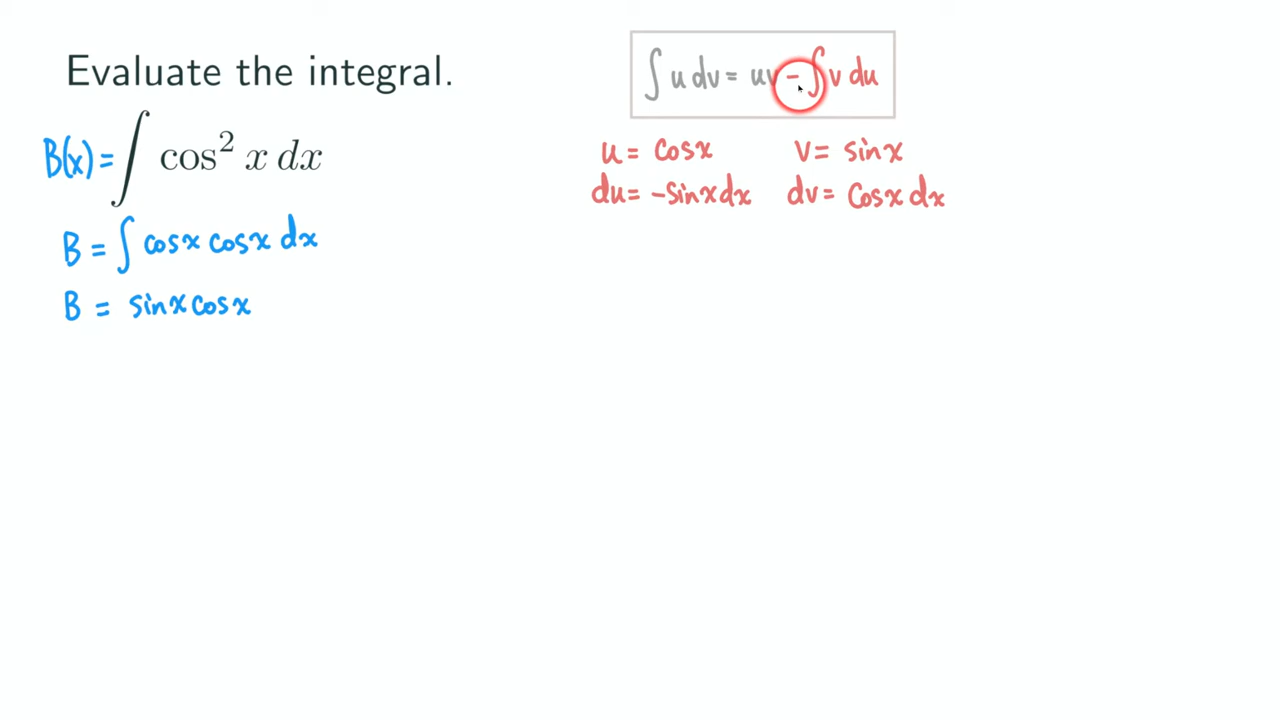 Evaluate the integral.
B(x) = ∫ cos² x dx
B = ∫ cosx cosx dx
B = sinx cosx
∫ u dv = uv - ∫ v du
u = cosx v = sinx
du = -sinx dx dv = cosx dx